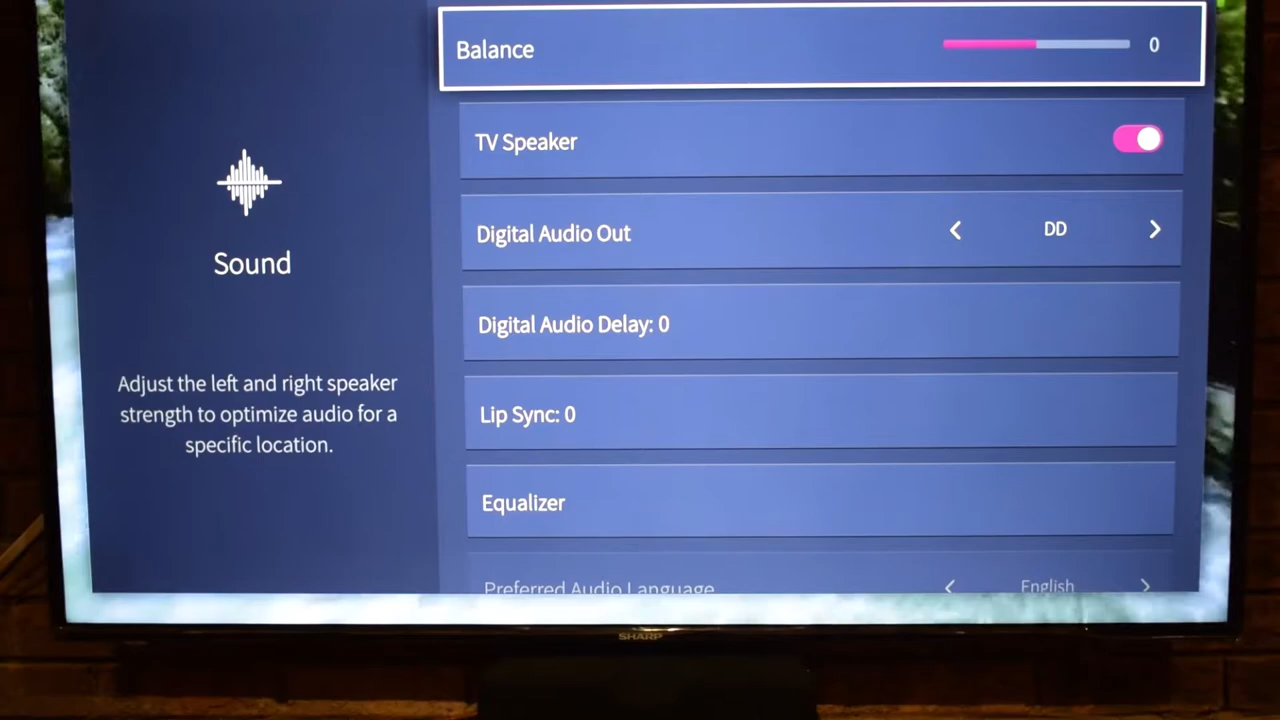 Balance
0
TV Speaker
Digital Audio Out
DD
Digital Audio Delay: 0
Lip Sync: 0
Equalizer
Preferred Audio Language
English
Sound
Adjust the left and right speaker
strength to optimize audio for a
specific location.
SHARP